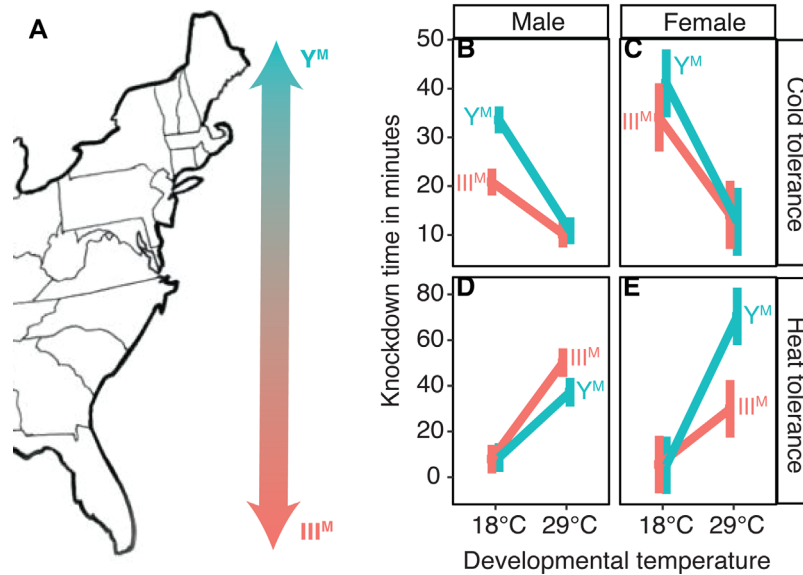 A
Y^M
III^M
Male
Female
B
C
D
E
Cold tolerance
Heat tolerance
Knockdown time in minutes
50
40
30
20
10
80
60
40
20
0
Y^M
III^M
Y^M
III^M
III^M
Y^M
Y^M
III^M
18°C
29°C
18°C
29°C
Developmental temperature